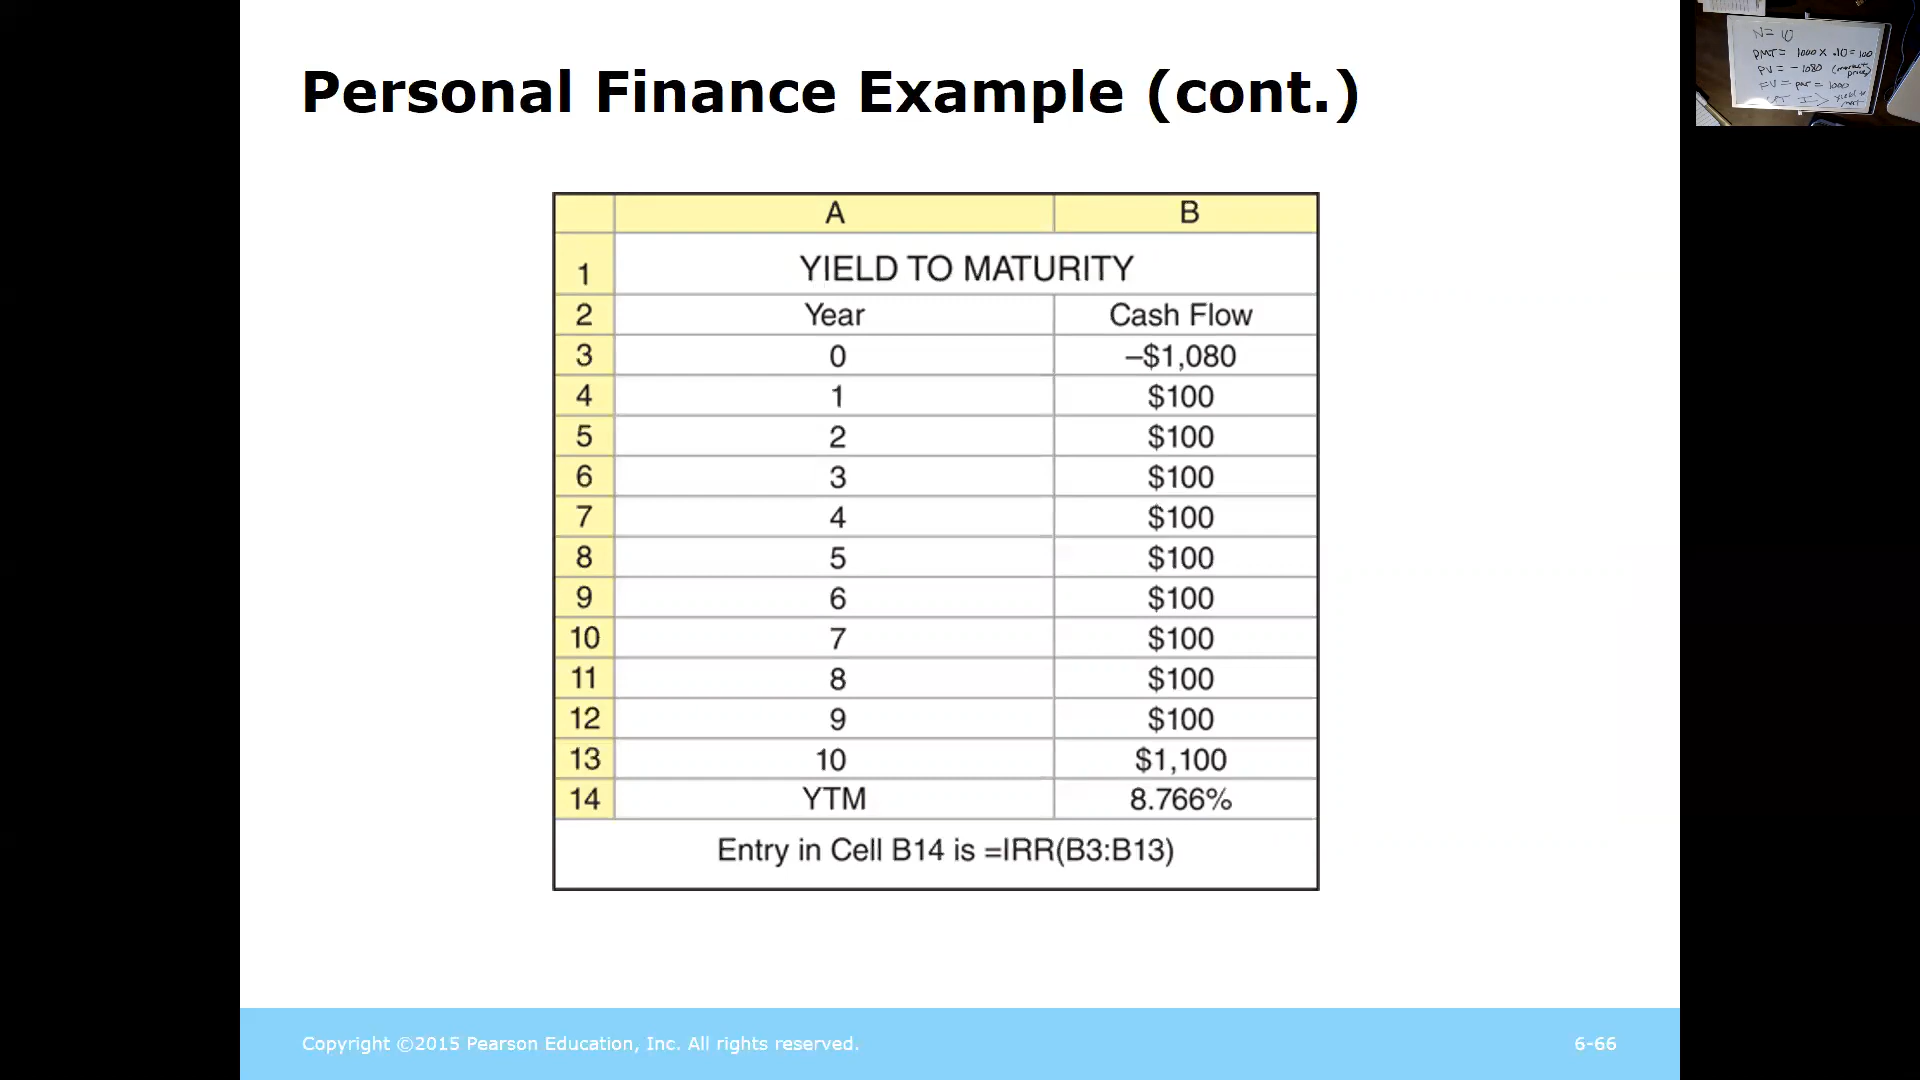 Personal Finance Example (cont.)
A B
1 YIELD TO MATURITY
2 Year Cash Flow
3 0 –$1,080
4 1 $100
5 2 $100
6 3 $100
7 4 $100
8 5 $100
9 6 $100
10 7 $100
11 8 $100
12 9 $100
13 10 $1,100
14 YTM 8.766%
Entry in Cell B14 is =IRR(B3:B13)
Copyright ©2015 Pearson Education, Inc. All rights reserved. 6-66
N = 10
PMT = 1000 x .10 = 100
PV = -1080 (market price)
FV = par = 1000
yield to